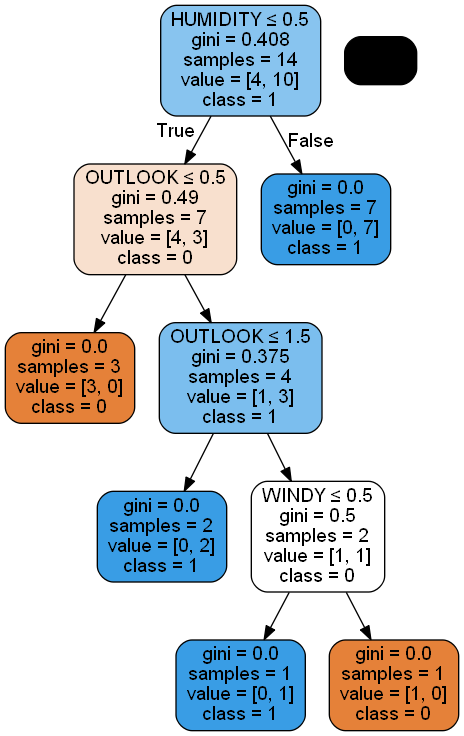 HUMIDITY ≤ 0.5
gini = 0.408
samples = 14
value = [4, 10]
class = 1
True
False
OUTLOOK ≤ 0.5
gini = 0.49
samples = 7
value = [4, 3]
class = 0
gini = 0.0
samples = 7
value = [0, 7]
class = 1
gini = 0.0
samples = 3
value = [3, 0]
class = 0
OUTLOOK ≤ 1.5
gini = 0.375
samples = 4
value = [1, 3]
class = 1
gini = 0.0
samples = 2
value = [0, 2]
class = 1
WINDY ≤ 0.5
gini = 0.5
samples = 2
value = [1, 1]
class = 0
gini = 0.0
samples = 1
value = [0, 1]
class = 1
gini = 0.0
samples = 1
value = [1, 0]
class = 0